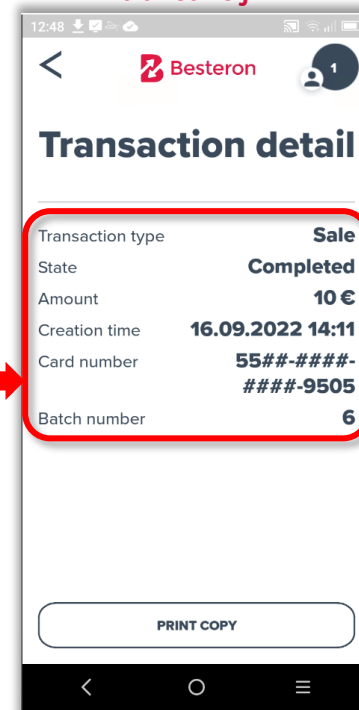 12:48
Besteron
1
Transaction detail
Transaction type Sale
State Completed
Amount 10 €
Creation time 16.09.2022 14:11
Card number 55##-####-
####-9505
Batch number 6
PRINT COPY